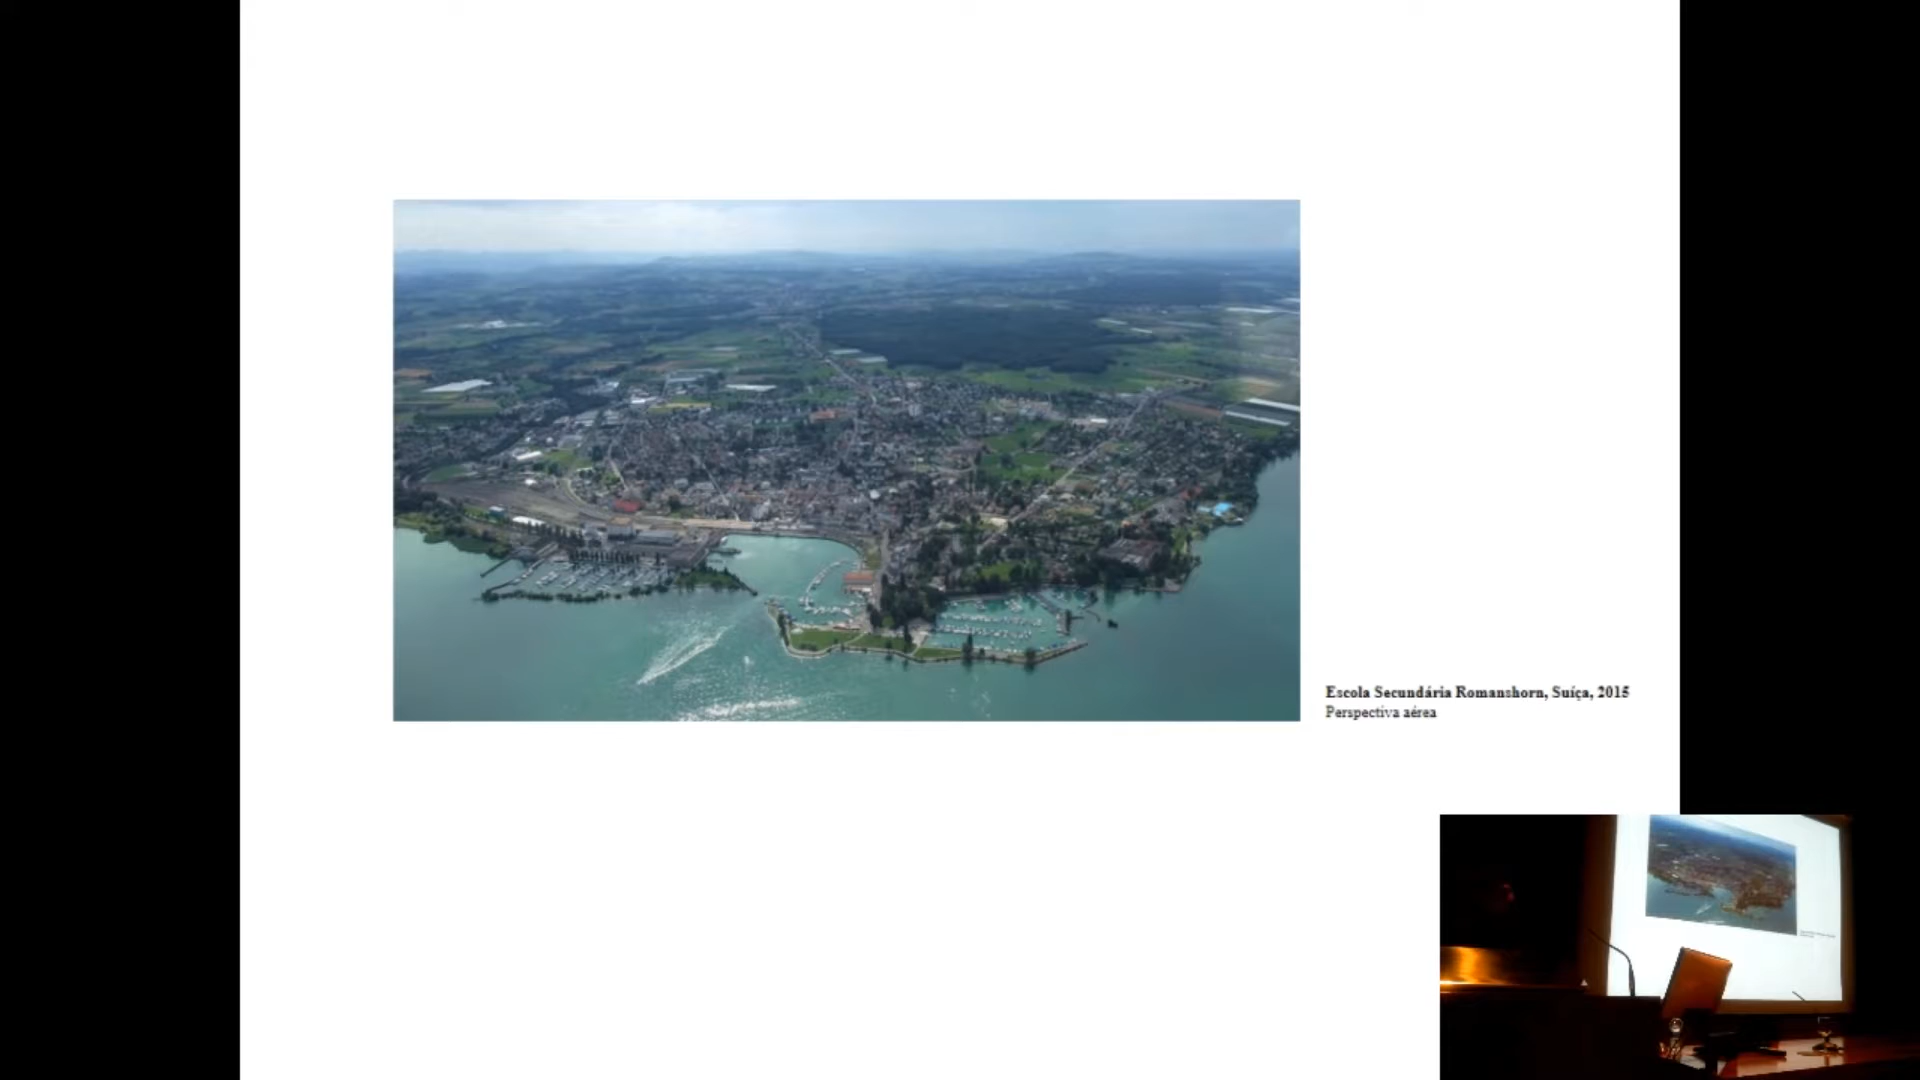 Escola Secundária Romanshorn, Suíça, 2015
Perspectiva aérea